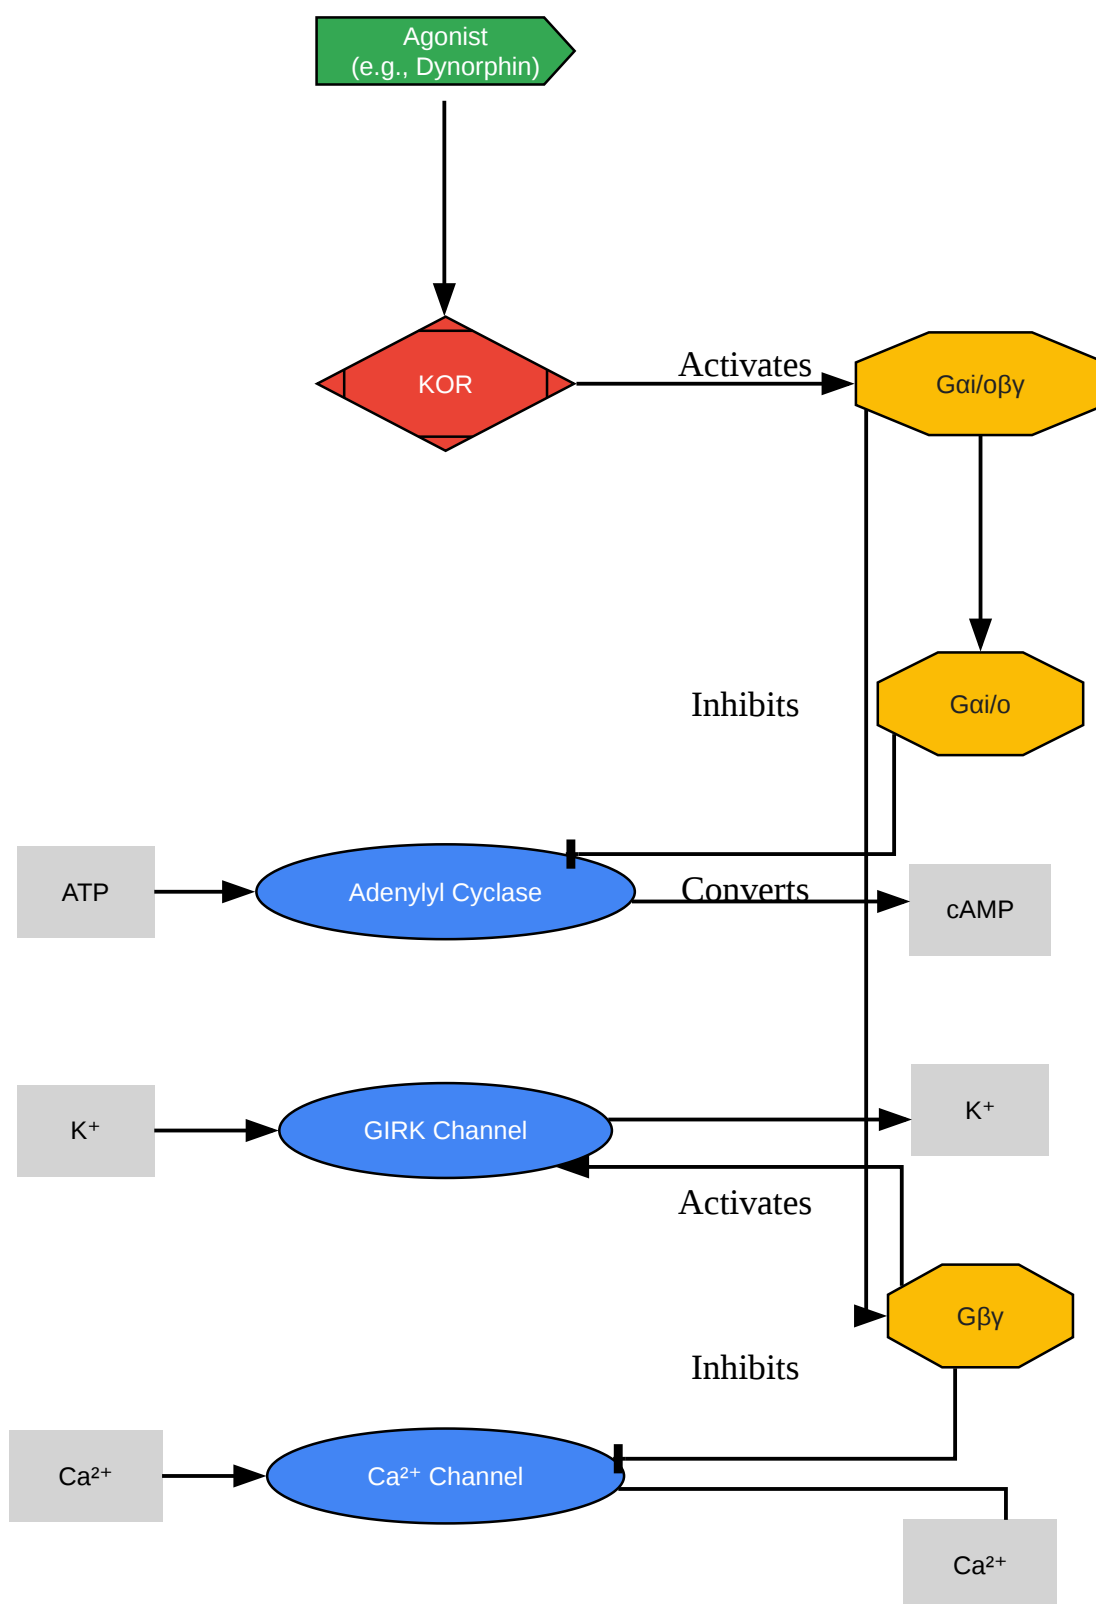 Agonist
(e.g., Dynorphin)
KOR
Activates
Gαi/oβγ
Inhibits
Gαi/o
ATP
Adenylyl Cyclase
Converts
cAMP
K⁺
GIRK Channel
K⁺
Activates
Gβγ
Inhibits
Ca²⁺
Ca²⁺ Channel
Ca²⁺